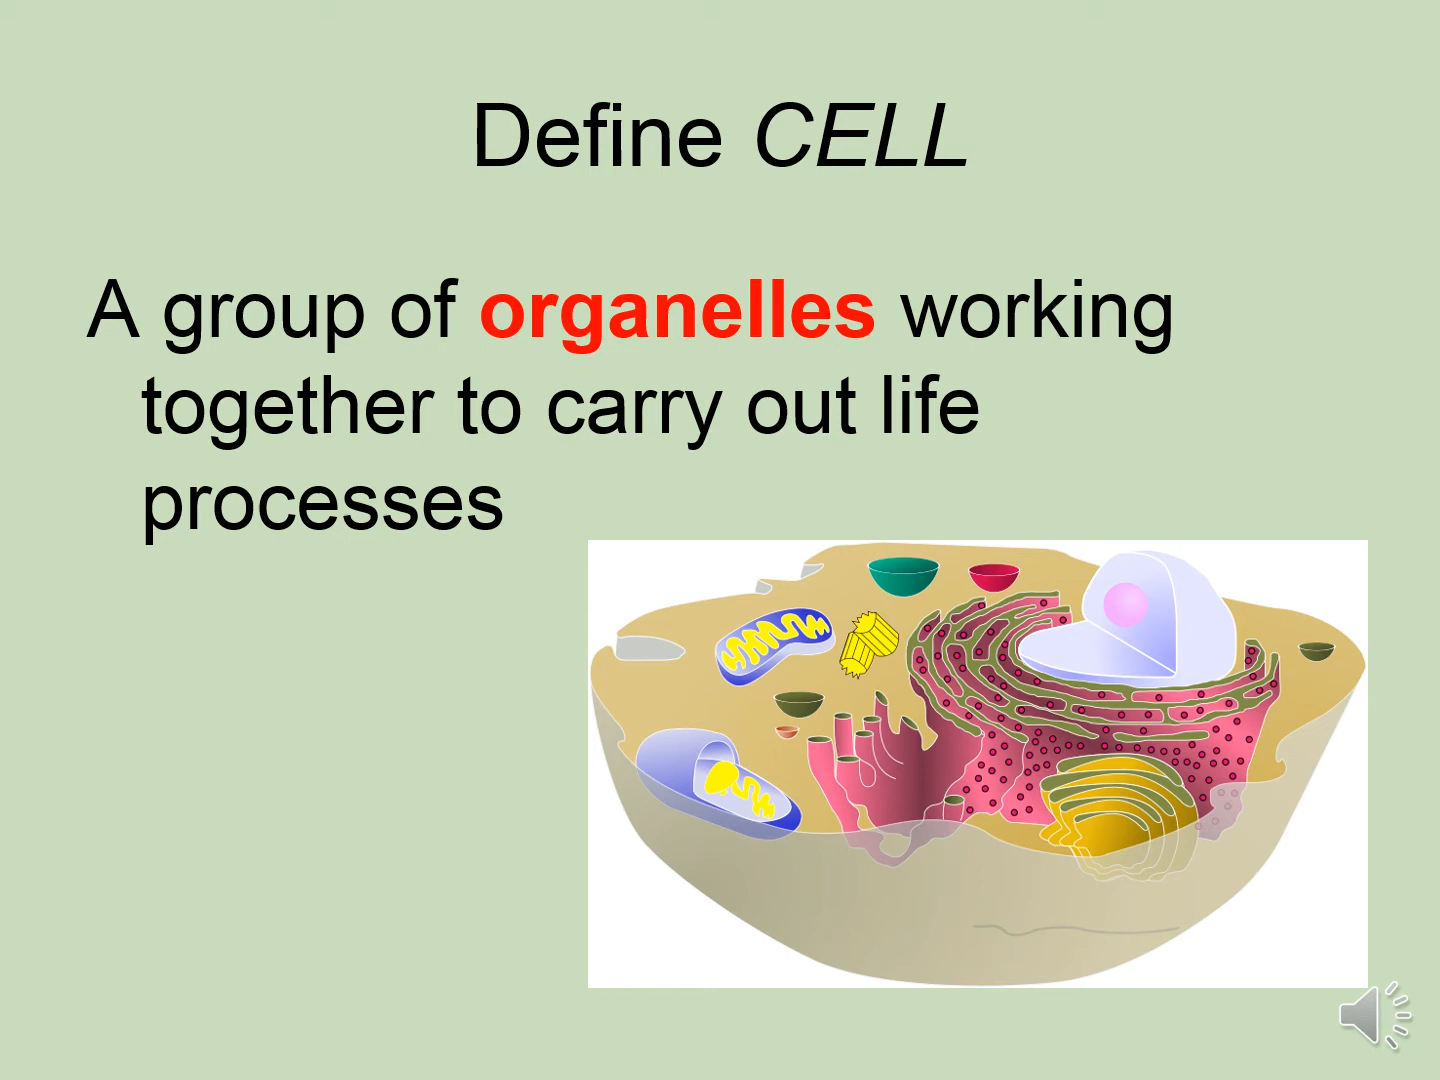 Define CELL
A group of organelles working
together to carry out life
processes